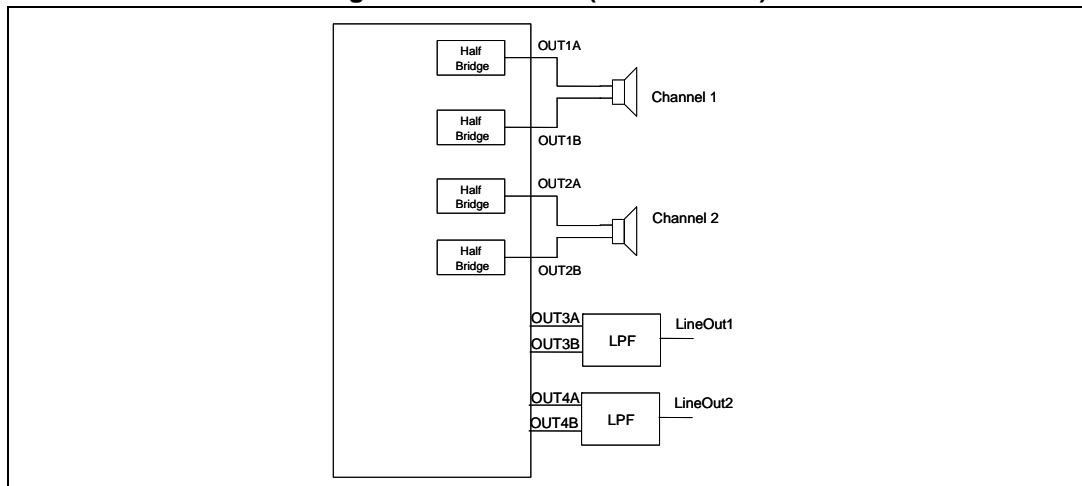 Half
Bridge
OUT1A
Channel 1
Half
Bridge
OUT1B
Half
Bridge
OUT2A
Channel 2
Half
Bridge
OUT2B
OUT3A
OUT3B
LPF
LineOut1
OUT4A
OUT4B
LPF
LineOut2